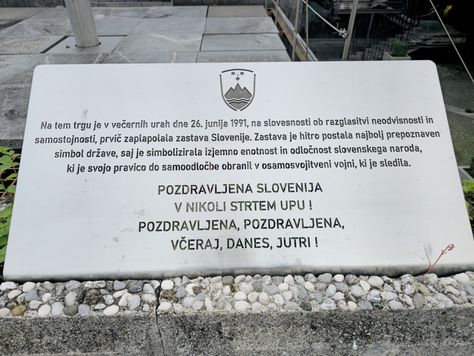 Na tem trgu je v večernih urah dne 26. junija 1991, na slovesnosti ob razglasitvi neodvisnosti in
samostojnosti, prvič zaplapolala zastava Slovenije. Zastava je hitro postala najbolj prepoznaven
simbol države, saj je simbolizirala izjemno enotnost in odločnost slovenskega naroda,
ki je svojo pravico do samoodločbe obranil v osamosvojitveni vojni, ki je sledila.
POZDRAVLJENA SLOVENIJA
V NIKOLI STRTEM UPU !
POZDRAVLJENA, POZDRAVLJENA,
VČERAJ, DANES, JUTRI !